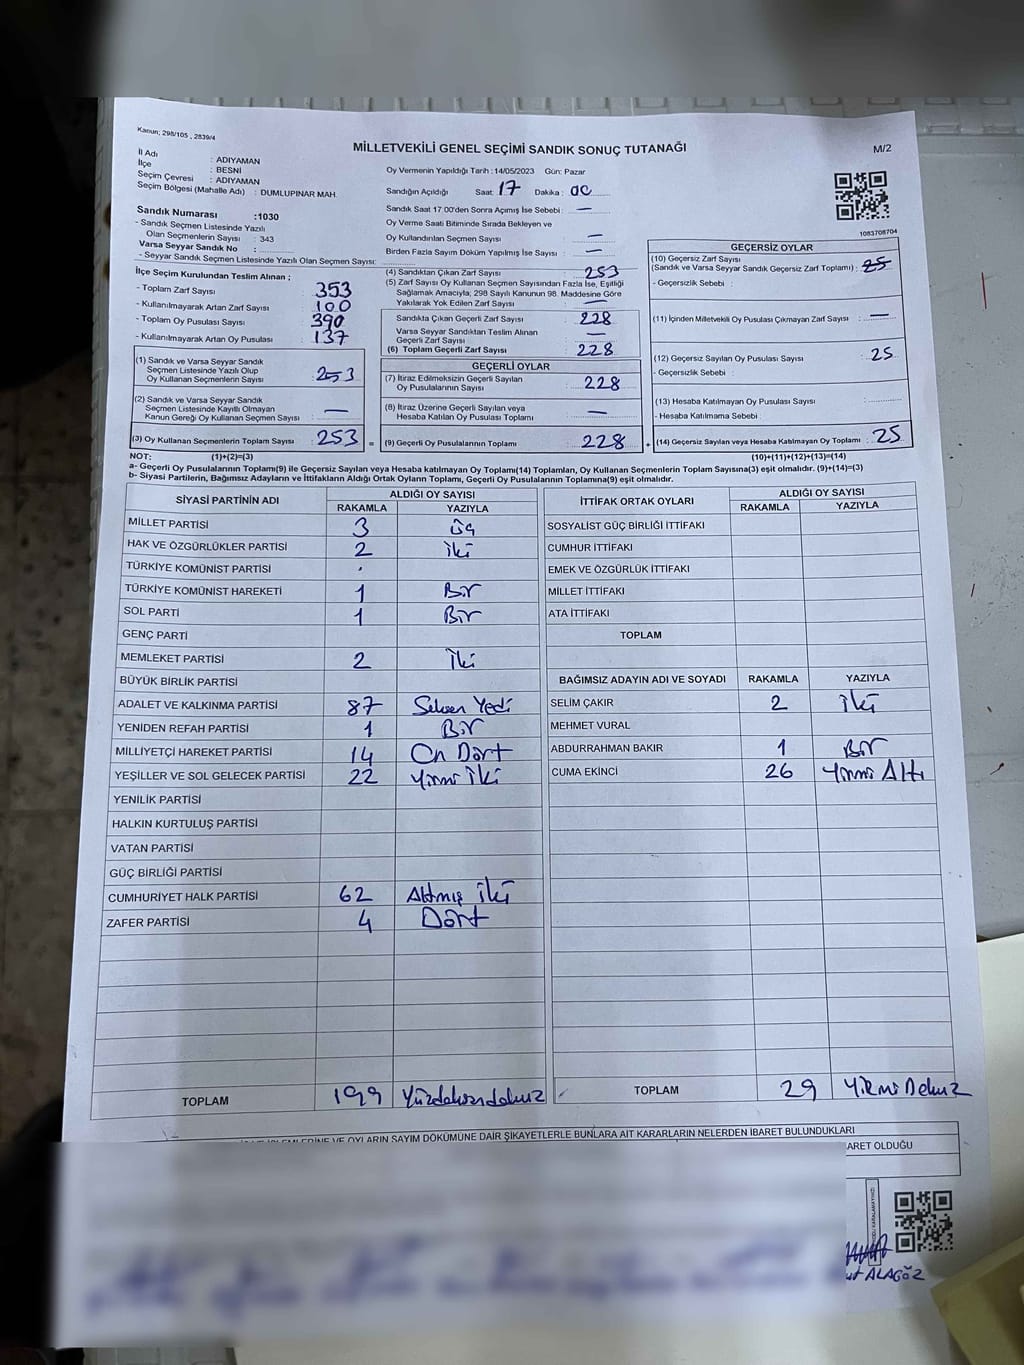 Kanun; 298/105 , 2839/4
MİLLETVEKİLİ GENEL SEÇİMİ SANDIK SONUÇ TUTANAĞI
M/2
İl Adı : ADIYAMAN
İlçe : BESNİ
Seçim Çevresi : ADIYAMAN
Seçim Bölgesi (Mahalle Adı) : DUMLUPINAR MAH.
Sandık Numarası :1030
- Sandık Seçmen Listesinde Yazılı
Olan Seçmenlerin Sayısı : 343
Varsa Seyyar Sandık No :
- Seyyar Sandık Seçmen Listesinde Yazılı Olan Seçmen Sayısı:
Oy Vermenin Yapıldığı Tarih :14/05/2023 Gün: Pazar
Sandığın Açıldığı Saat: 17 Dakika : 00
Sandık Saat 17:00'den Sonra Açımış İse Sebebi : —
Oy Verme Saati Bitiminde Sırada Bekleyen ve
Oy Kullandırılan Seçmen Sayısı : —
Birden Fazla Sayım Döküm Yapılmış İse Sayısı : —
1083708704
İlçe Seçim Kurulundan Teslim Alınan ;
- Toplam Zarf Sayısı : 353
- Kullanılmayarak Artan Zarf Sayısı : 100
- Toplam Oy Pusulası Sayısı : 390
- Kullanılmayarak Artan Oy Pusulası : 137
(1) Sandık ve Varsa Seyyar Sandık
Seçmen Listesinde Yazılı Olup
Oy Kullanan Seçmenlerin Sayısı : 253
(2) Sandık ve Varsa Seyyar Sandık
Seçmen Listesinde Kayıtlı Olmayan
Kanun Gereği Oy Kullanan Seçmen Sayısı : —
(3) Oy Kullanan Seçmenlerin Toplam Sayısı : 253 =
(4) Sandıktan Çıkan Zarf Sayısı : 253
(5) Zarf Sayısı Oy Kullanan Seçmen Sayısından Fazla İse, Eşitliği
Sağlamak Amacıyla; 298 Sayılı Kanunun 98. Maddesine Göre
Yakılarak Yok Edilen Zarf Sayısı : —
Sandıkta Çıkan Geçerli Zarf Sayısı : 228
Varsa Seyyar Sandıktan Teslim Alınan
Geçerli Zarf Sayısı : —
(6) Toplam Geçerli Zarf Sayısı : 228
GEÇERLİ OYLAR
(7) İtiraz Edilmeksizin Geçerli Sayılan
Oy Pusulalarının Sayısı : 228
(8) İtiraz Üzerine Geçerli Sayılan veya
Hesaba Katılan Oy Pusulası Toplamı : —
(9) Geçerli Oy Pusulalarının Toplamı : 228 +
GEÇERSİZ OYLAR
(10) Geçersiz Zarf Sayısı
(Sandık ve Varsa Seyyar Sandık Geçersiz Zarf Toplamı) : 25
- Geçersizlik Sebebi :
(11) İçinden Milletvekili Oy Pusulası Çıkmayan Zarf Sayısı : —
(12) Geçersiz Sayılan Oy Pusulası Sayısı : 25
- Geçersizlik Sebebi :
(13) Hesaba Katılmayan Oy Pusulası Sayısı :
- Hesaba Katılmama Sebebi :
(14) Geçersiz Sayılan veya Hesaba Katılmayan Oy Toplamı : 25
NOT: (1)+(2)=(3) (10)+(11)+(12)+(13)=(14)
a- Geçerli Oy Pusulalarının Toplamı(9) ile Geçersiz Sayılan veya Hesaba katılmayan Oy Toplamı(14) Toplamları, Oy Kullanan Seçmenlerin Toplam Sayısına(3) eşit olmalıdır. (9)+(14)=(3)
b- Siyasi Partilerin, Bağımsız Adayların ve İttifakların Aldığı Ortak Oyların Toplamı, Geçerli Oy Pusulalarının Toplamına(9) eşit olmalıdır.
SİYASİ PARTİNİN ADI ALDIĞI OY SAYISI
RAKAMLA YAZIYLA
MİLLET PARTİSİ 3 üç
HAK VE ÖZGÜRLÜKLER PARTİSİ 2 iki
TÜRKİYE KOMÜNİST PARTİSİ
TÜRKİYE KOMÜNİST HAREKETİ 1 Bir
SOL PARTİ 1 Bir
GENÇ PARTİ
MEMLEKET PARTİSİ 2 İki
BÜYÜK BİRLİK PARTİSİ
ADALET VE KALKINMA PARTİSİ 87 Seksen Yedi
YENİDEN REFAH PARTİSİ 1 Bir
MİLLİYETÇİ HAREKET PARTİSİ 14 On Dört
YEŞİLLER VE SOL GELECEK PARTİSİ 22 Yirmi İki
YENİLİK PARTİSİ
HALKIN KURTULUŞ PARTİSİ
VATAN PARTİSİ
GÜÇ BİRLİĞİ PARTİSİ
CUMHURİYET HALK PARTİSİ 62 Altmış iki
ZAFER PARTİSİ 4 Dört
TOPLAM 199 Yüzdoksandokuz
İTTİFAK ORTAK OYLARI ALDIĞI OY SAYISI
RAKAMLA YAZIYLA
SOSYALİST GÜÇ BİRLİĞİ İTTİFAKI
CUMHUR İTTİFAKI
EMEK VE ÖZGÜRLÜK İTTİFAKI
MİLLET İTTİFAKI
ATA İTTİFAKI
TOPLAM
BAĞIMSIZ ADAYIN ADI VE SOYADI RAKAMLA YAZIYLA
SELİM ÇAKIR 2 İki
MEHMET VURAL
ABDURRAHMAN BAKIR 1 Bir
CUMA EKİNCİ 26 Yirmi Altı
TOPLAM 29 Yirmi Dokuz
VE OYLARIN SAYIM DÖKÜMÜNE DAİR ŞİKAYETLERLE BUNLARA AİT KARARLARIN NELERDEN İBARET BULUNDUKLARI
ARET OLDUĞU
ALAGÖZ